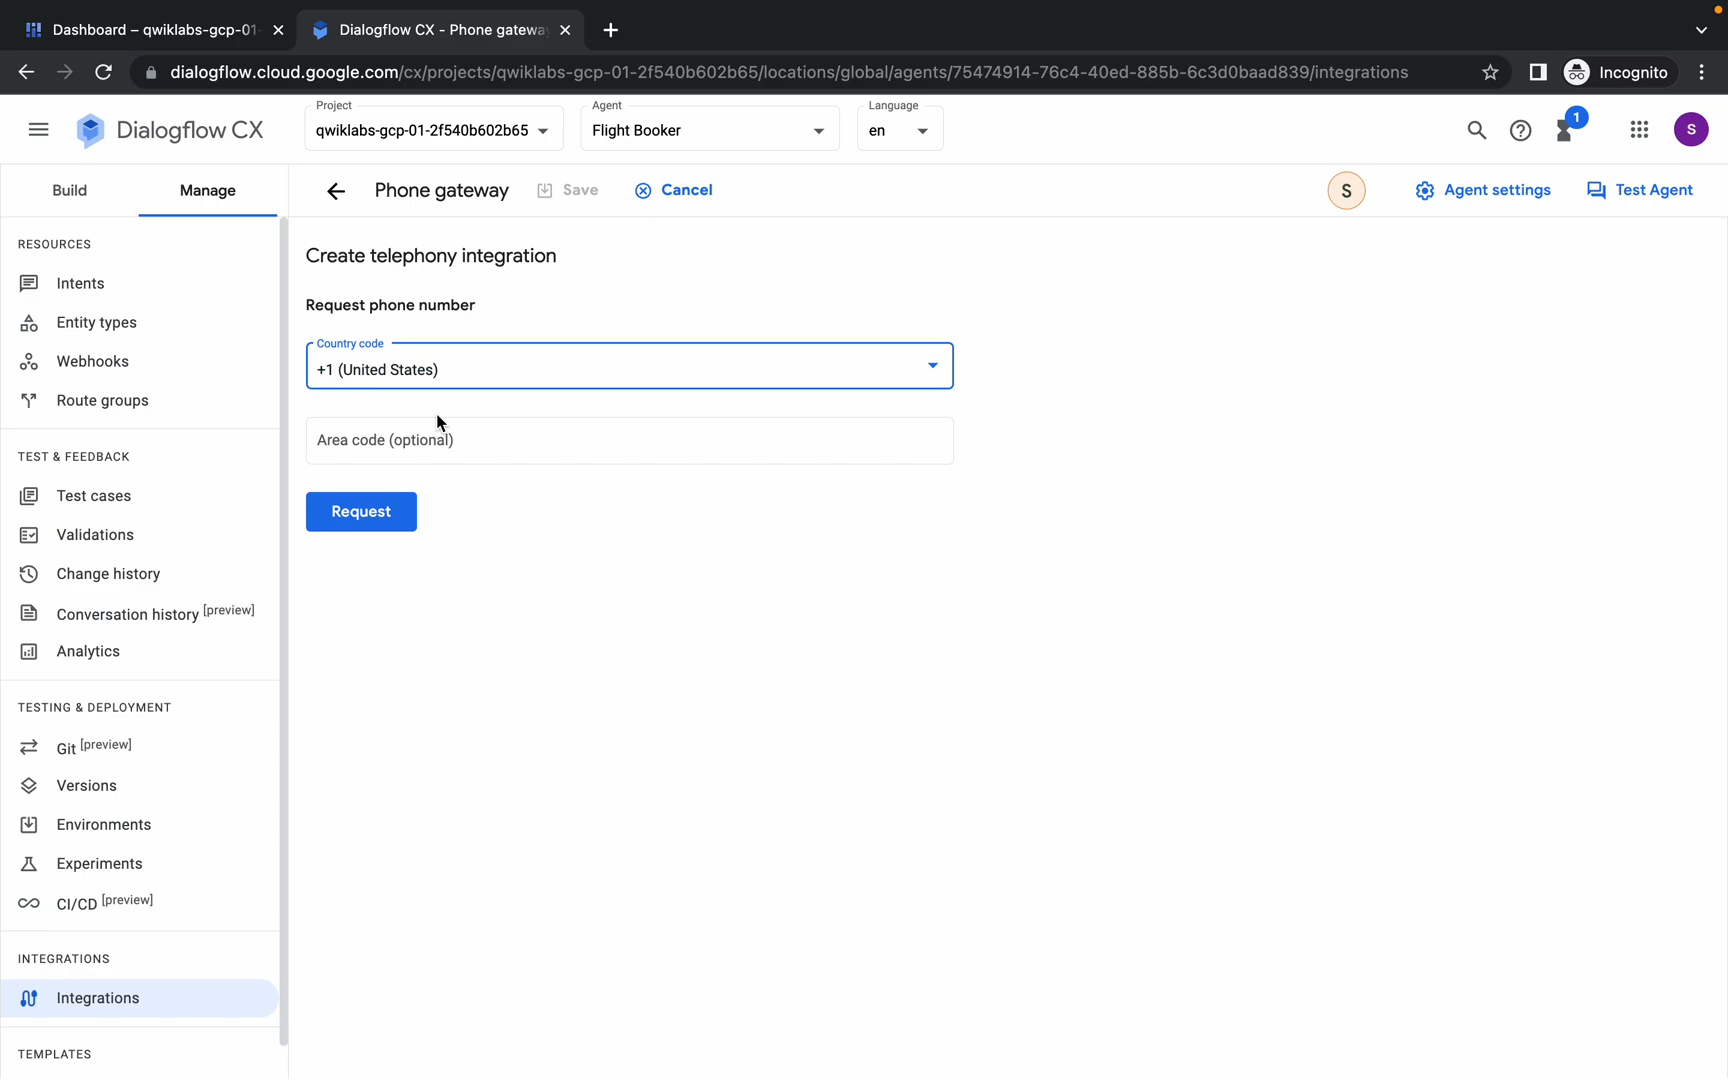 Dashboard – qwiklabs-gcp-01-
Dialogflow CX - Phone gateway
dialogflow.cloud.google.com/cx/projects/qwiklabs-gcp-01-2f540b602b65/locations/global/agents/75474914-76c4-40ed-885b-6c3d0baad839/integrations
Incognito
Dialogflow CX
Project
qwiklabs-gcp-01-2f540b602b65
Agent
Flight Booker
Language
en
1
S
Build
Manage
Phone gateway
Save
Cancel
S
Agent settings
Test Agent
RESOURCES
Intents
Entity types
Webhooks
Route groups
TEST & FEEDBACK
Test cases
Validations
Change history
Conversation history [preview]
Analytics
TESTING & DEPLOYMENT
Git [preview]
Versions
Environments
Experiments
CI/CD [preview]
INTEGRATIONS
Integrations
TEMPLATES
Create telephony integration
Request phone number
Country code
+1 (United States)
Area code (optional)
Request